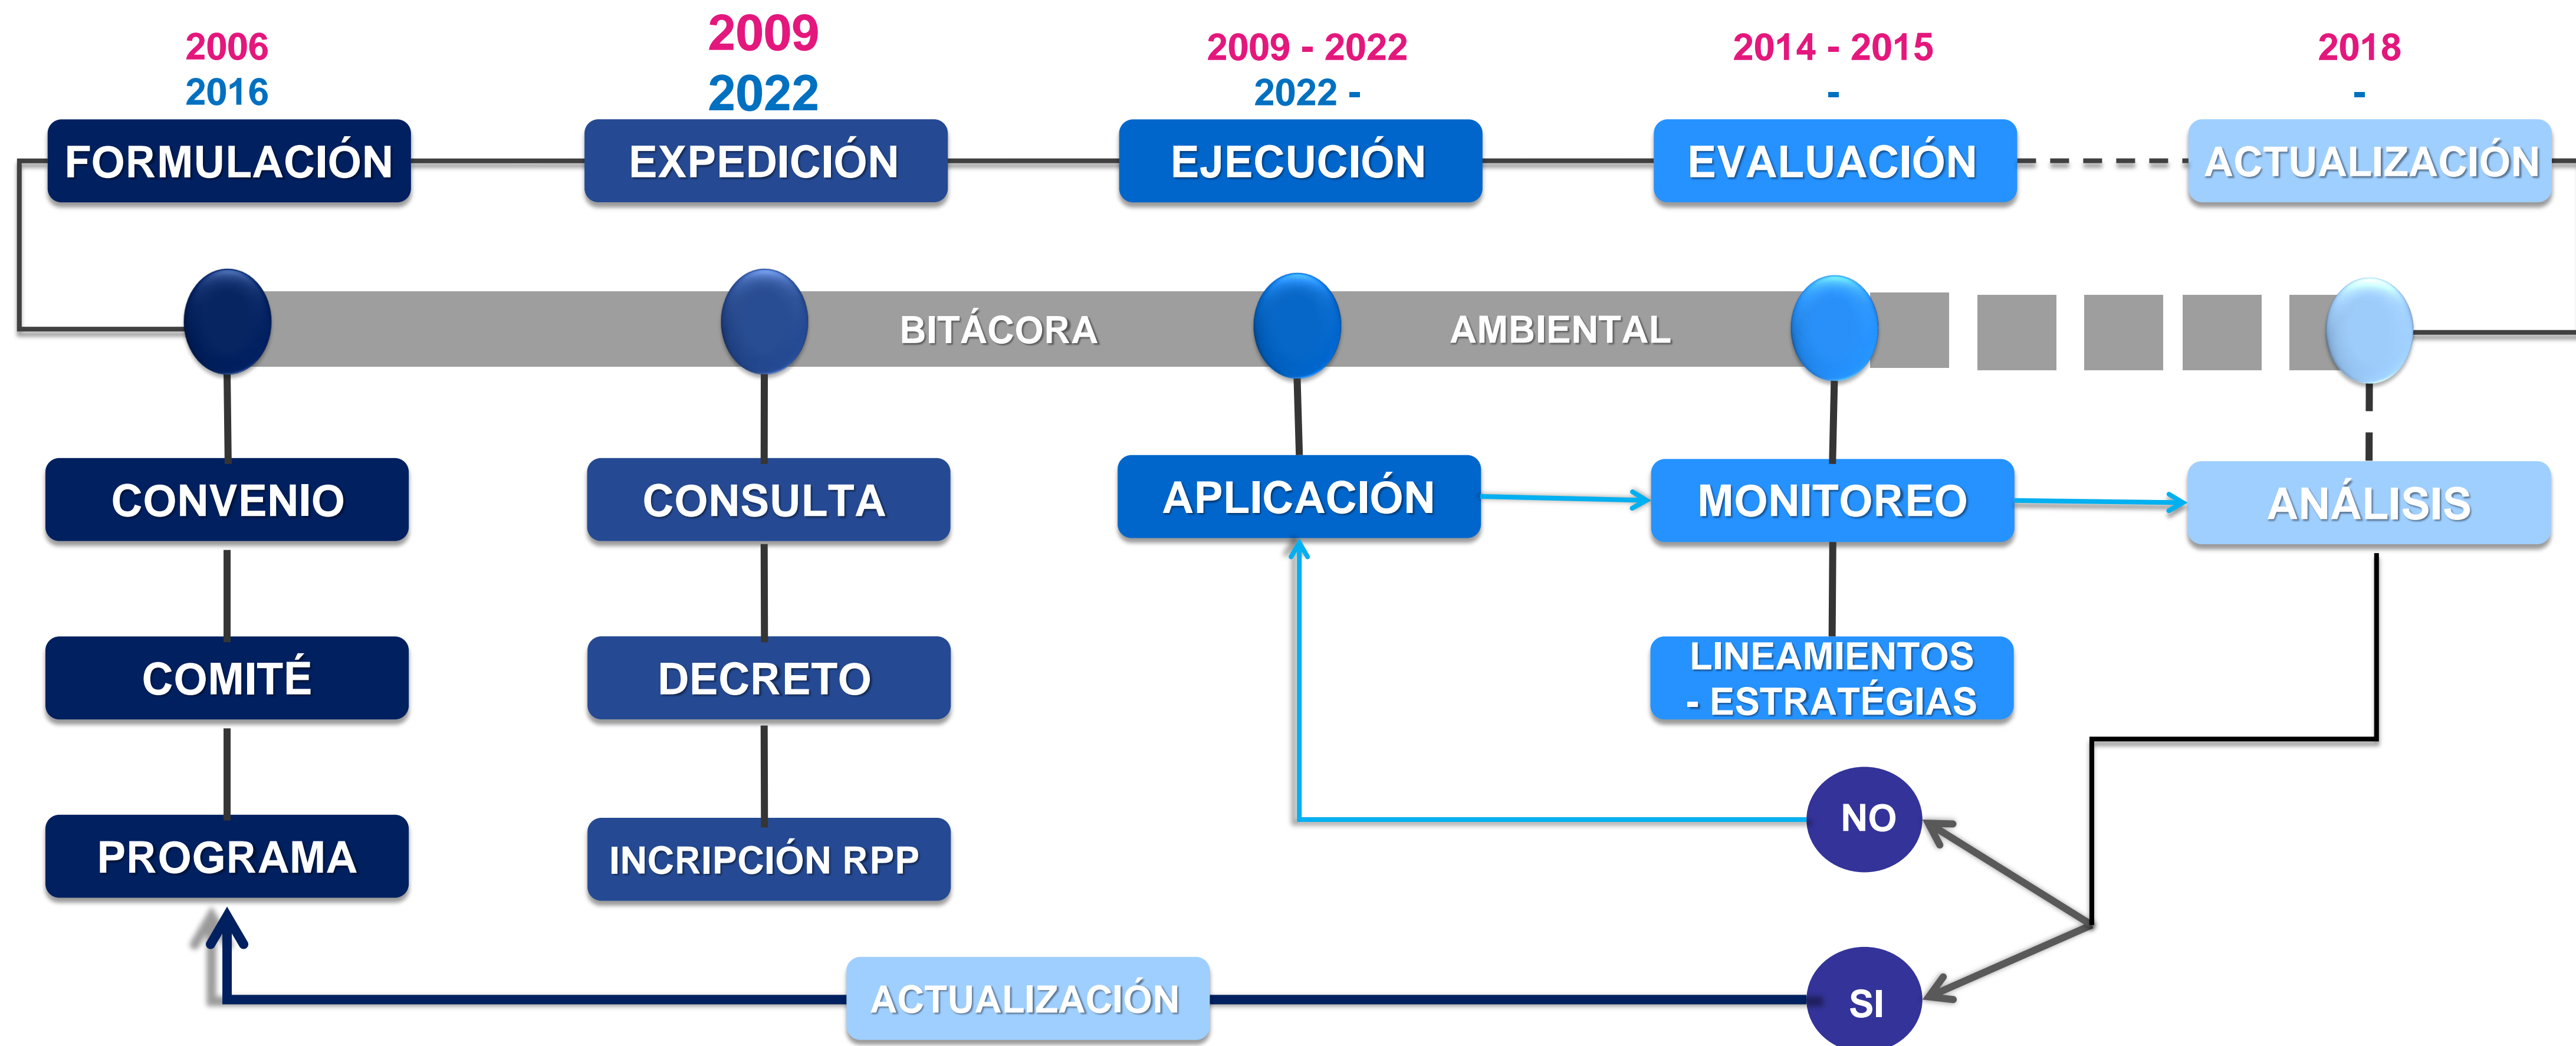 2006
2016
2009
2022
2009 - 2022
2022 -
2014 - 2015
-
2018
-
FORMULACIÓN
EXPEDICIÓN
EJECUCIÓN
EVALUACIÓN
ACTUALIZACIÓN
BITÁCORA
AMBIENTAL
CONVENIO
CONSULTA
APLICACIÓN
MONITOREO
ANÁLISIS
COMITÉ
DECRETO
LINEAMIENTOS
- ESTRATÉGIAS
PROGRAMA
INCRIPCIÓN RPP
NO
ACTUALIZACIÓN
SI